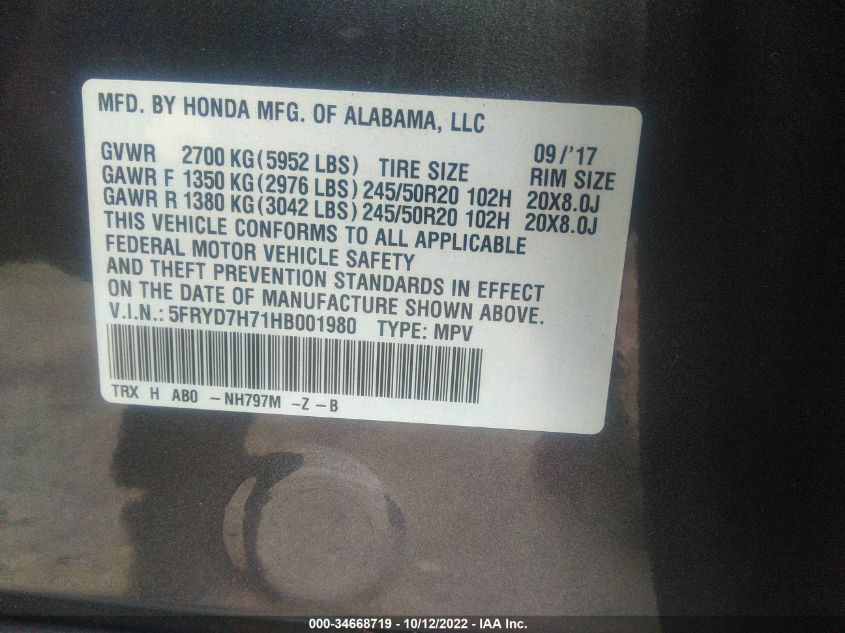 MFD. BY HONDA MFG. OF ALABAMA, LLC
GVWR 2700 KG(5952 LBS) TIRE SIZE 09/'17 RIM SIZE
GAWR F 1350 KG(2976 LBS) 245/50R20 102H 20X8.0J
GAWR R 1380 KG(3042 LBS) 245/50R20 102H 20X8.0J
THIS VEHICLE CONFORMS TO ALL APPLICABLE
FEDERAL MOTOR VEHICLE SAFETY
AND THEFT PREVENTION STANDARDS IN EFFECT
ON THE DATE OF MANUFACTURE SHOWN ABOVE.
V.I.N.: 5FRYD7H71HB001980 TYPE: MPV
TRX H AB0 -NH797M -Z-B
000-34668719 - 10/12/2022 - IAA Inc.